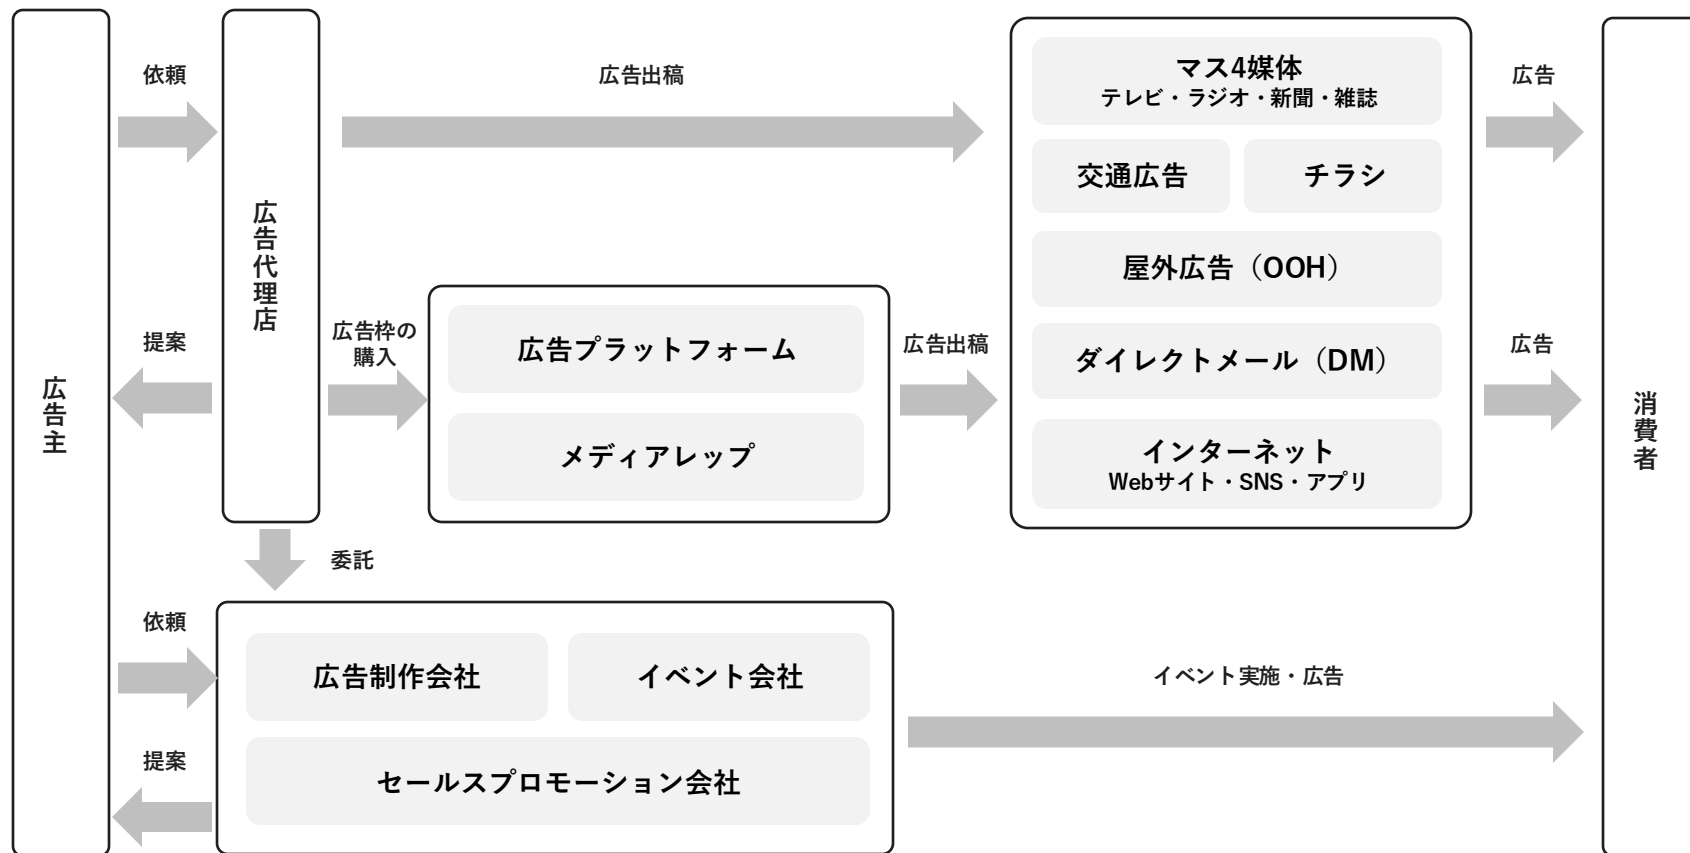 依頼
広告出稿
マス4媒体
テレビ・ラジオ・新聞・雑誌
広告
交通広告
チラシ
広告代理店
屋外広告（OOH）
提案
広告枠の
購入
広告プラットフォーム
広告出稿
ダイレクトメール（DM）
広告
広告主
消費者
メディアレップ
インターネット
Webサイト・SNS・アプリ
委託
依頼
広告制作会社
イベント会社
イベント実施・広告
提案
セールスプロモーション会社